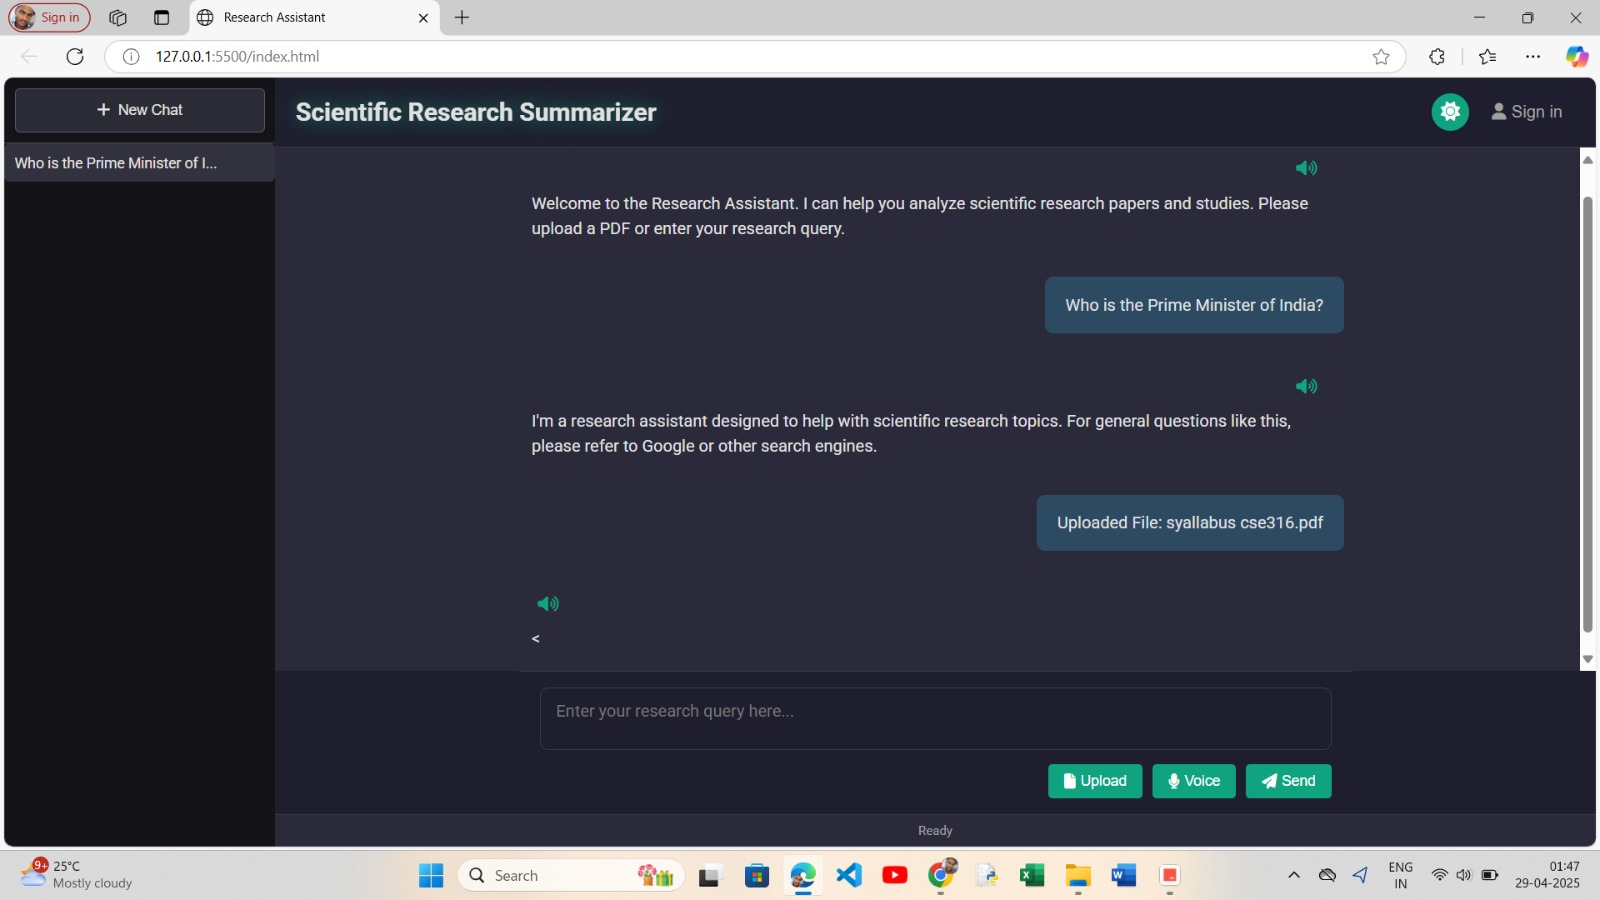 Sign in
Research Assistant
127.0.0.1:5500/index.html
+ New Chat
Scientific Research Summarizer
Sign in
Who is the Prime Minister of I...
Welcome to the Research Assistant. I can help you analyze scientific research papers and studies. Please
upload a PDF or enter your research query.
Who is the Prime Minister of India?
I'm a research assistant designed to help with scientific research topics. For general questions like this,
please refer to Google or other search engines.
Uploaded File: syallabus cse316.pdf
<
Enter your research query here...
Upload
Voice
Send
Ready
9+
25°C
Mostly cloudy
Search
ENG
IN
01:47
29-04-2025